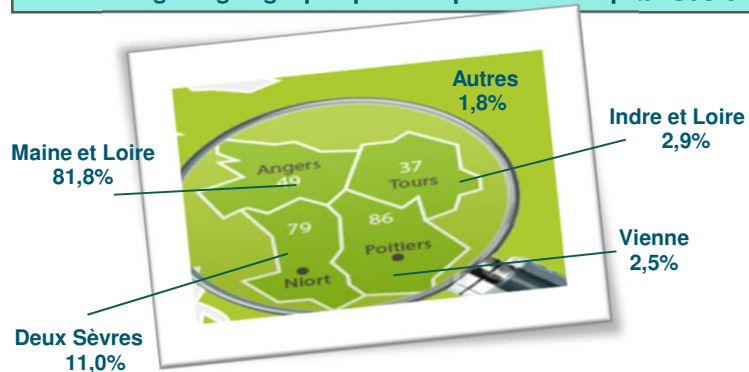 Autres
1,8%
Indre et Loire
2,9%
Maine et Loire
81,8%
Angers
49
37
Tours
79
86
Poitiers
Niort
Vienne
2,5%
Deux Sèvres
11,0%